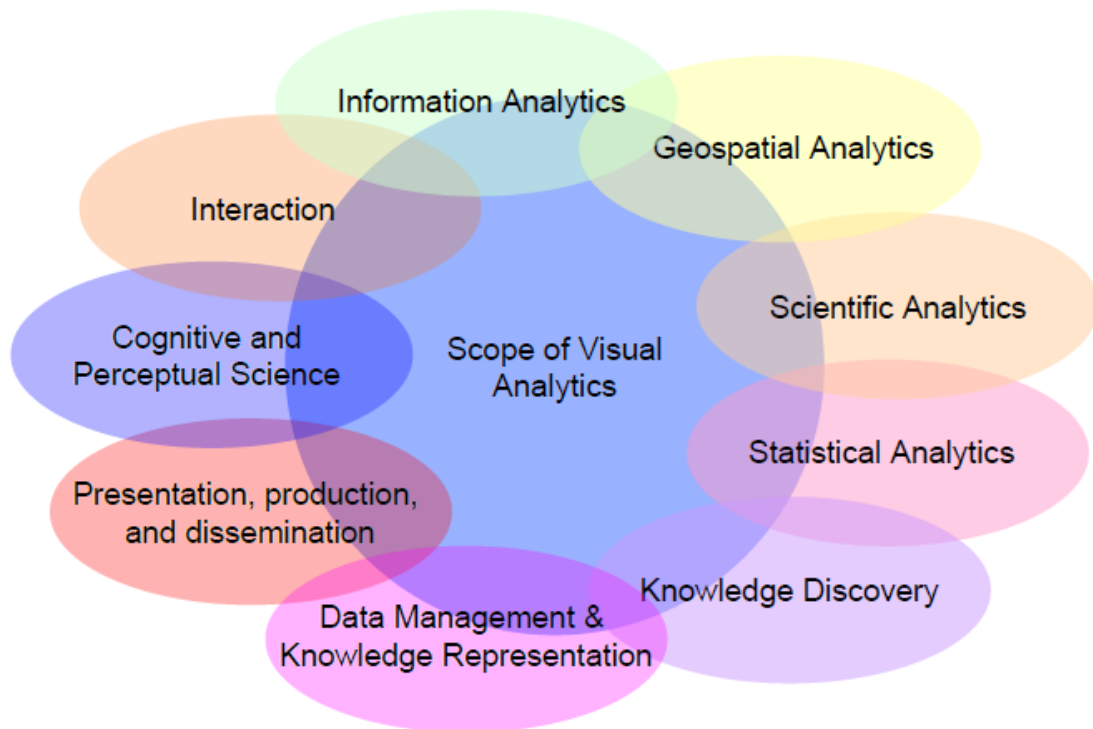 Information Analytics
Geospatial Analytics
Interaction
Scientific Analytics
Cognitive and
Perceptual Science
Scope of Visual
Analytics
Statistical Analytics
Presentation, production,
and dissemination
Knowledge Discovery
Data Management &
Knowledge Representation